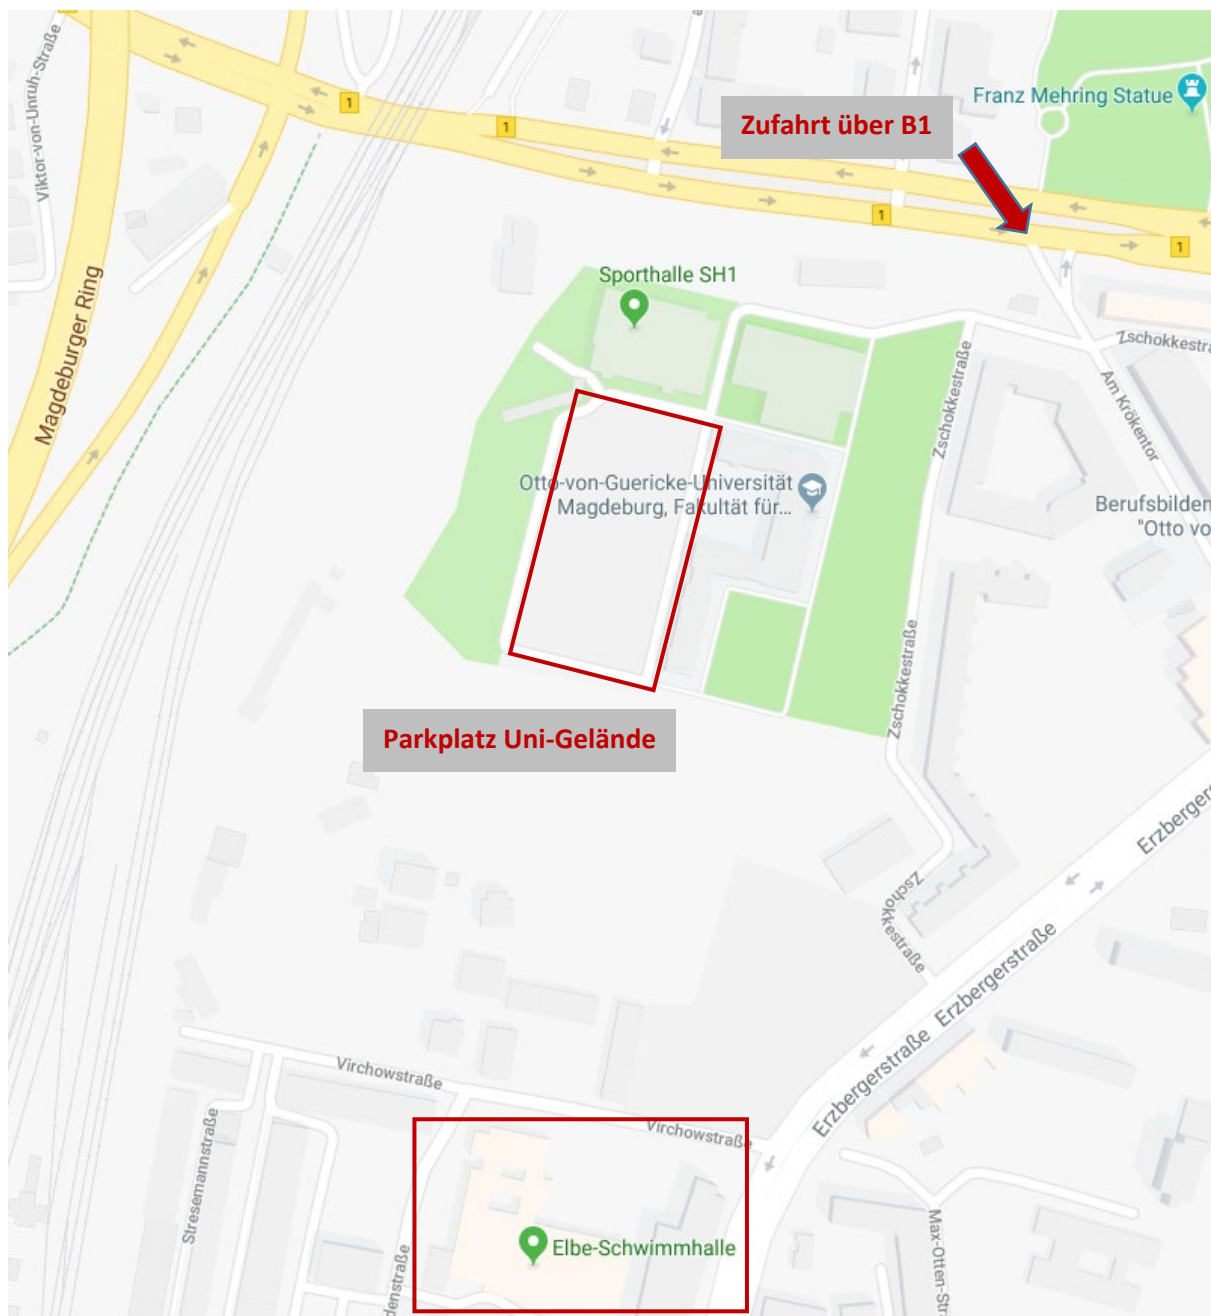 Viktor-von-Unruh-Straße
1
1
Franz Mehring Statue
Zufahrt über B1
1
1
Magdeburger Ring
Sporthalle SH1
Zschokkestra
Zschokkestraße
Am Krökentor
Otto-von-Guericke-Universität
Magdeburg, Fakultät für...
Berufsbilden
"Otto vo
Zschokkestraße
Parkplatz Uni-Gelände
Erzberger
Zschokkestraße
Erzbergerstraße
Erzbergerstraße
Virchowstraße
Virchowstraße
Stresemannstraße
Elbe-Schwimmhalle
Max-Otten-Str
denstraße